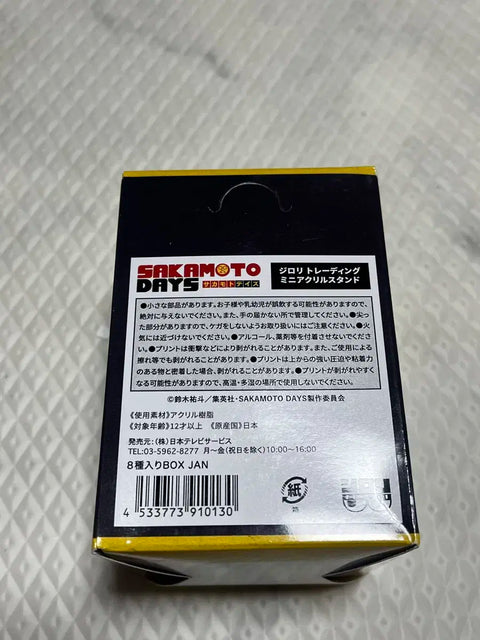 SAKAMOTO
DAYS サカモトデイズ
ジロリ トレーディング
ミニアクリルスタンド
●小さな部品があります。お子様や乳幼児が誤飲する可能性がありますので、
絶対に与えないでください。また、手の届かない所で管理してください。●尖っ
た部分がありますので、ケガをしないようお取り扱いにはご注意ください。●火
気には近づけないでください。●アルコール、薬剤等を付着させないでくださ
い。●プリントは衝撃などにより剥がれることがあります。また、ご使用による
擦れ等でも剥がれることがあります。●プリントは上からの強い圧迫や粘着力
のある物と密着した場合、剥がれることがあります。●プリントが剥がれやすく
なる可能性がありますので、高温・多湿の場所で使用しないでください。
©鈴木祐斗/集英社・SAKAMOTO DAYS製作委員会
《使用素材》アクリル樹脂
《対象年齢》12才以上 《原産国》日本
発売元:(株)日本テレビサービス
TEL:03-5962-8277 月〜金(祝日を除く)10:00〜16:00
8種入りBOX JAN
4 533773 910130
紙
箱